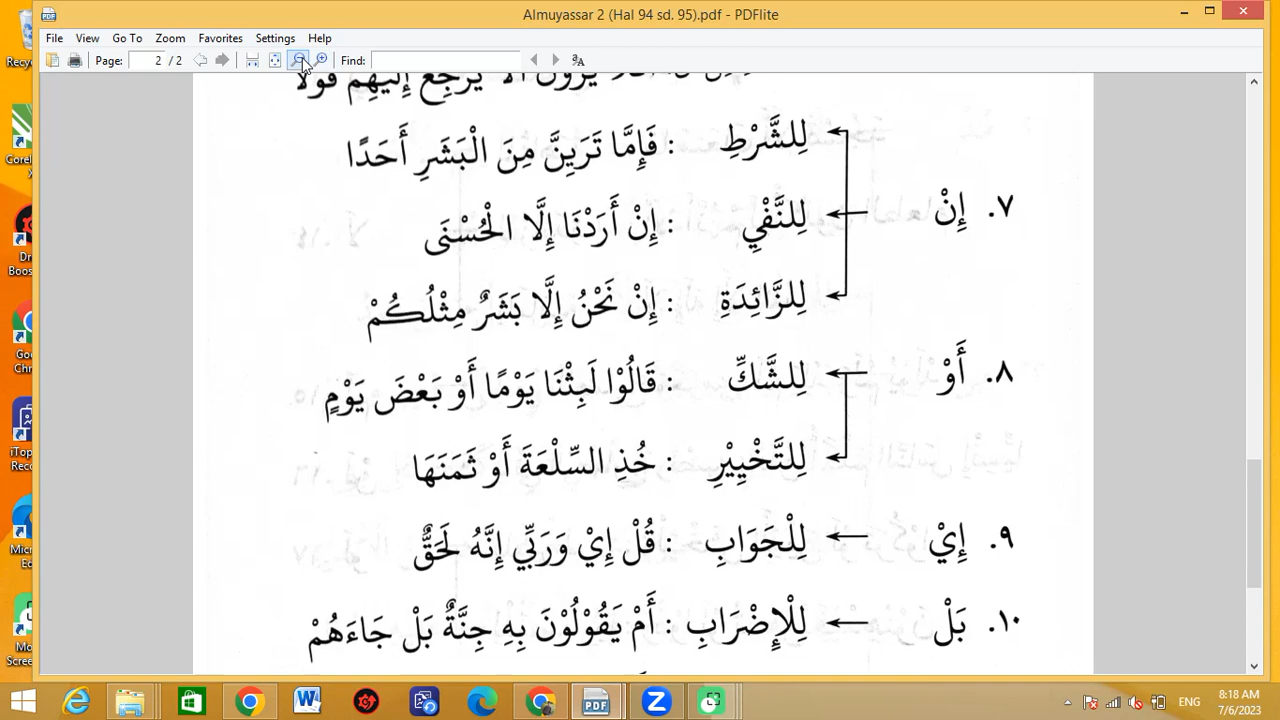 Almuyassar 2 (Hal 94 sd. 95).pdf - PDFlite
File View Go To Zoom Favorites Settings Help
Page: 2 / 2 Find:
يَرَوْنَ أَلَّا يَرْجِعُ إِلَيْهِمْ قَوْلًا
لِلشَّرْطِ : فَإِمَّا تَرَيِنَّ مِنَ الْبَشَرِ أَحَدًا
٧. إِنْ لِلنَّفْيِ : إِنْ أَرَدْنَا إِلَّا الْحُسْنَى
لِلزَّائِدَةِ : إِنْ نَحْنُ إِلَّا بَشَرٌ مِثْلُكُمْ
٨. أَوْ لِلشَّكِّ : قَالُوْا لَبِثْنَا يَوْمًا أَوْ بَعْضَ يَوْمٍ
لِلتَّخْيِيْرِ : خُذِ السِّلْعَةَ أَوْ ثَمَنَهَا
٩. إِيْ لِلْجَوَابِ : قُلْ إِيْ وَرَبِّي إِنَّهُ لَحَقٌّ
١٠. بَلْ لِلْإِضْرَابِ : أَمْ يَقُوْلُوْنَ بِهِ جِنَّةٌ بَلْ جَاءَهُمْ
ENG
8:18 AM
7/6/2023